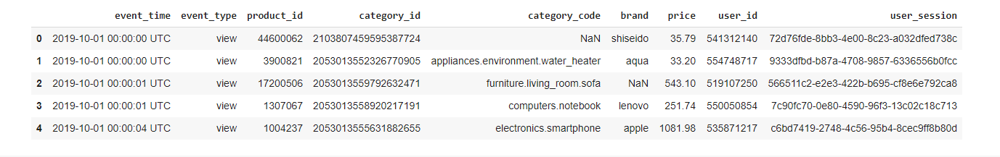 event_time event_type product_id category_id category_code brand price user_id user_session
0 2019-10-01 00:00:00 UTC view 44600062 2103807459595387724 NaN shiseido 35.79 541312140 72d76fde-8bb3-4e00-8c23-a032dfed738c
1 2019-10-01 00:00:00 UTC view 3900821 2053013552326770905 appliances.environment.water_heater aqua 33.20 554748717 9333dfbd-b87a-4708-9857-6336556b0fcc
2 2019-10-01 00:00:01 UTC view 17200506 2053013559792632471 furniture.living_room.sofa NaN 543.10 519107250 566511c2-e2e3-422b-b695-cf8e6e792ca8
3 2019-10-01 00:00:01 UTC view 1307067 2053013558920217191 computers.notebook lenovo 251.74 550050854 7c90fc70-0e80-4590-96f3-13c02c18c713
4 2019-10-01 00:00:04 UTC view 1004237 2053013555631882655 electronics.smartphone apple 1081.98 535871217 c6bd7419-2748-4c56-95b4-8cec9ff8b80d